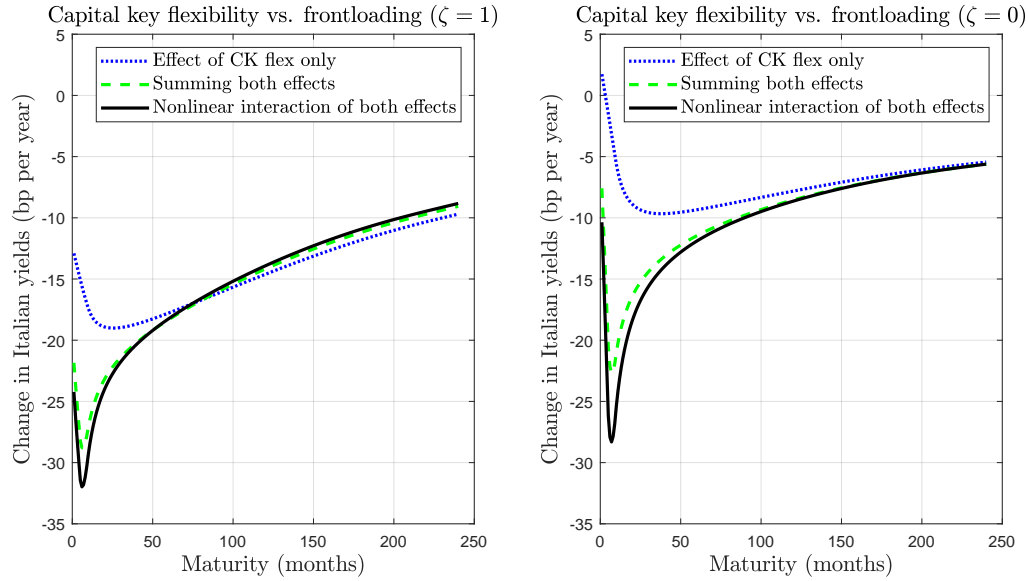 Capital key flexibility vs. frontloading (ζ = 1)
Effect of CK flex only
Summing both effects
Nonlinear interaction of both effects
Change in Italian yields (bp per year)
5
0
-5
-10
-15
-20
-25
-30
-35
0 50 100 150 200 250
Maturity (months)
Capital key flexibility vs. frontloading (ζ = 0)
Effect of CK flex only
Summing both effects
Nonlinear interaction of both effects
Change in Italian yields (bp per year)
5
0
-5
-10
-15
-20
-25
-30
-35
0 50 100 150 200 250
Maturity (months)